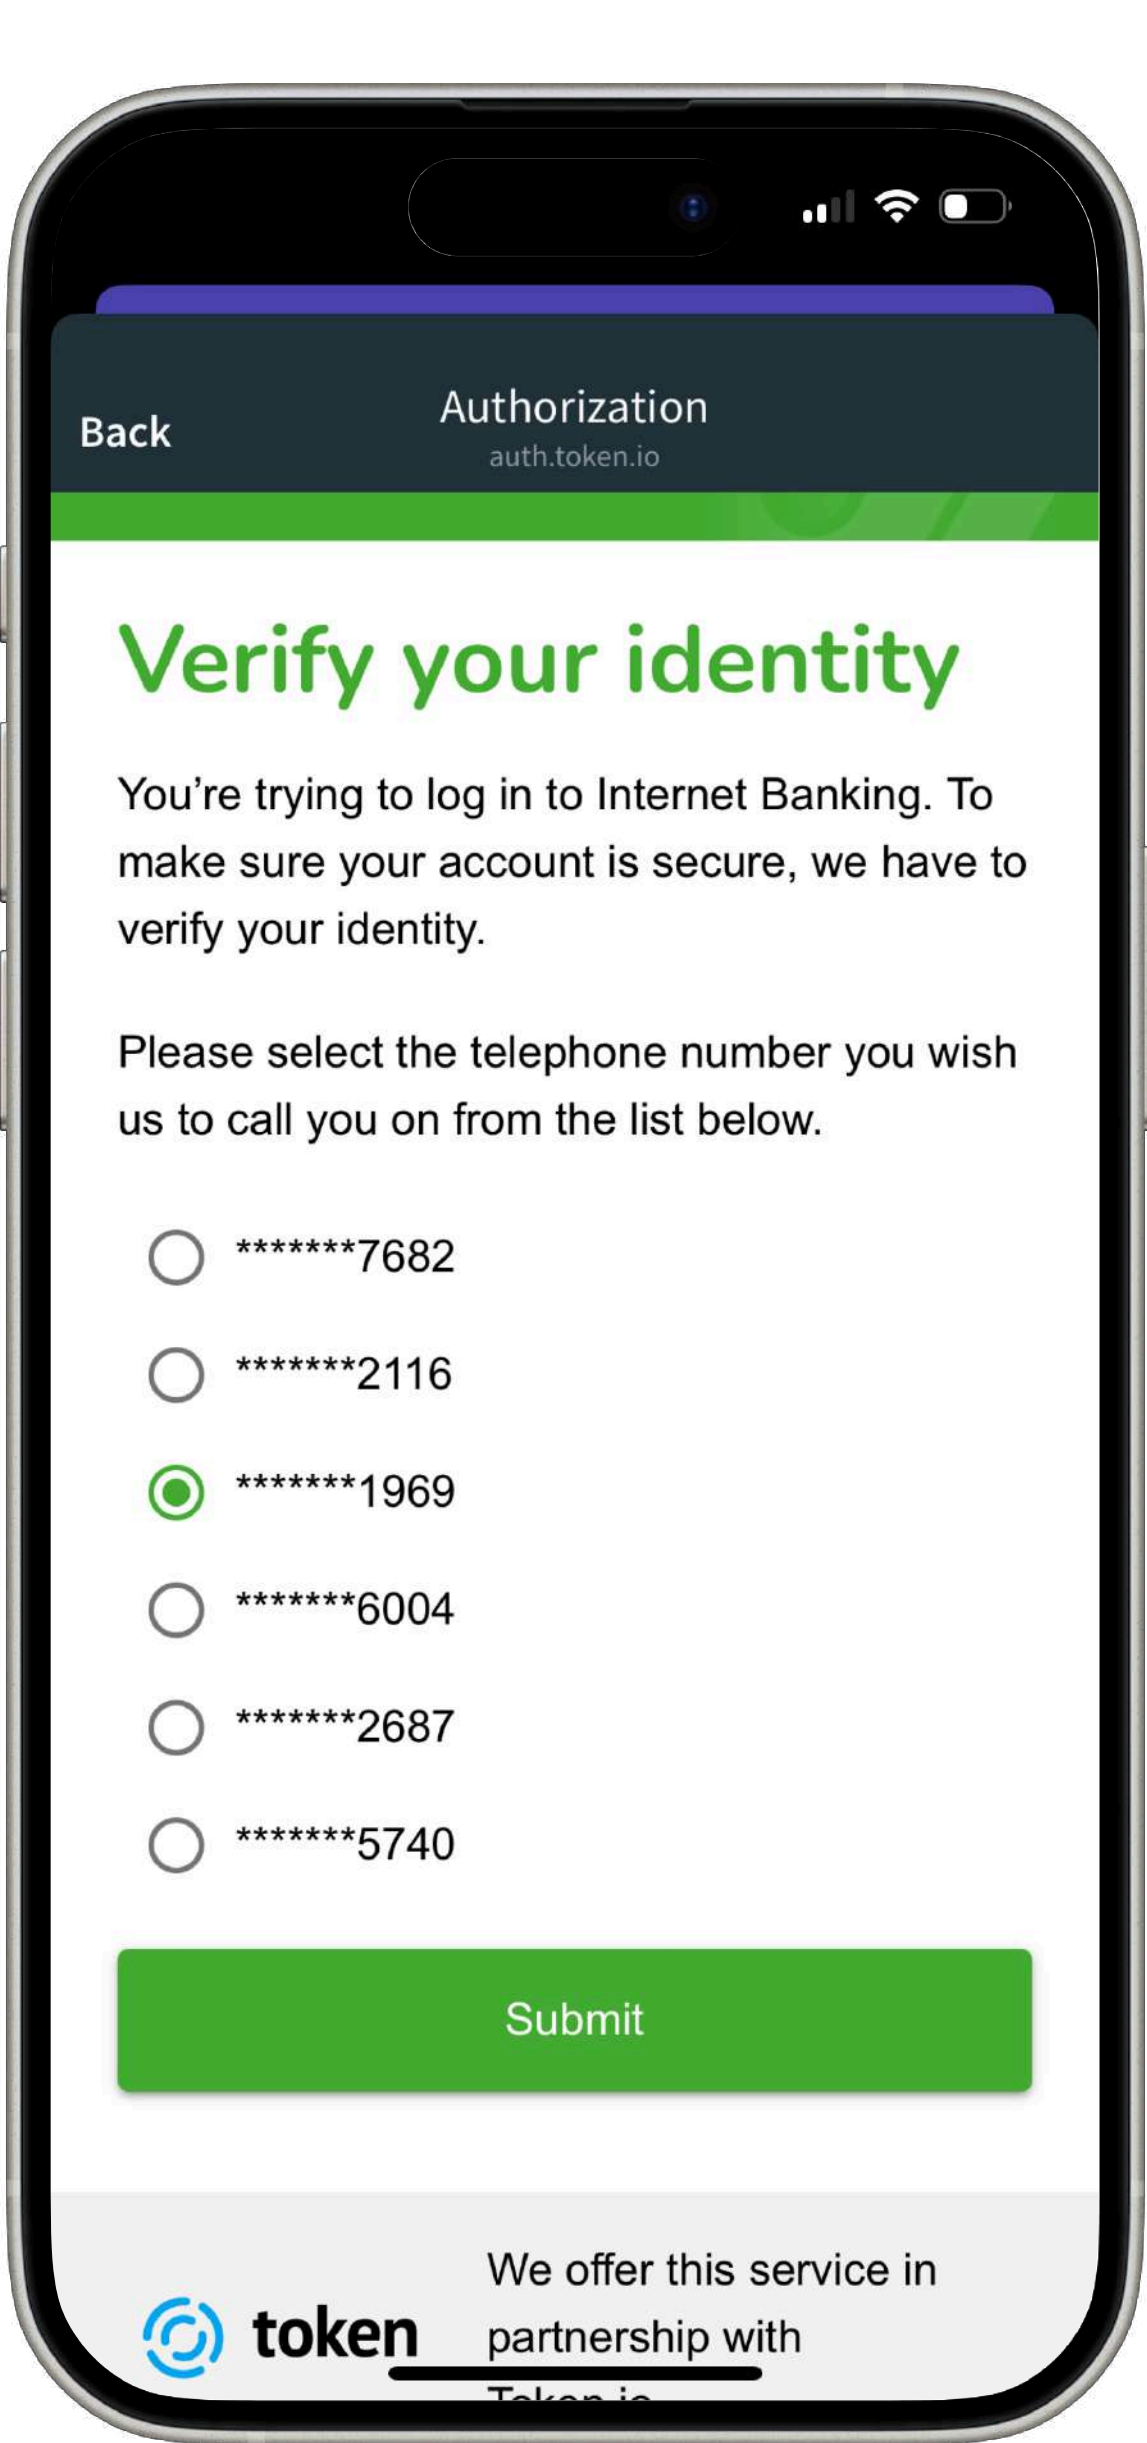 Back
Authorization
auth.token.io
Verify your identity
You’re trying to log in to Internet Banking. To
make sure your account is secure, we have to
verify your identity.
Please select the telephone number you wish
us to call you on from the list below.
*******7682
*******2116
*******1969
*******6004
*******2687
*******5740
Submit
token
We offer this service in
partnership with
Token.io